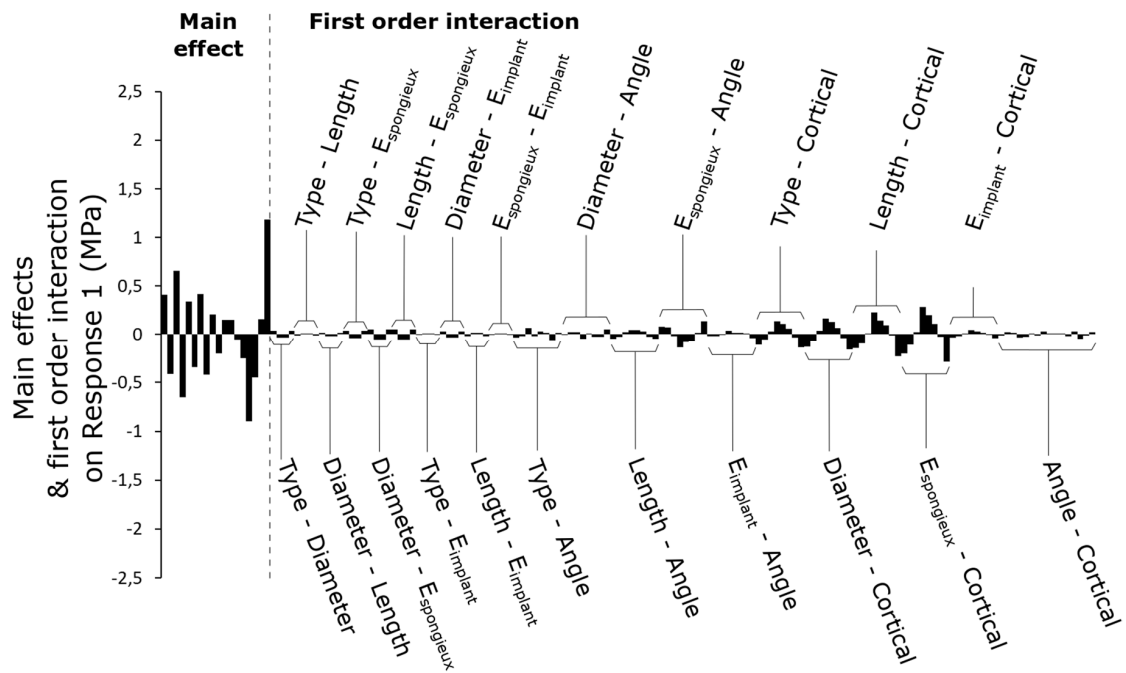 Main
effect
First order interaction
Main effects
& first order interaction
on Response 1 (MPa)
2,5
2
1,5
1
0,5
0
-0,5
-1
-1,5
-2
-2,5
Type - Length
Type - Espongieux
Length - Espongieux
Diameter - Eimplant
Espongieux - Eimplant
Diameter - Angle
Espongieux - Angle
Type - Cortical
Length - Cortical
Eimplant - Cortical
Type - Diameter
Diameter - Length
Diameter - Espongieux
Type - Eimplant
Length - Eimplant
Type - Angle
Length - Angle
Eimplant - Angle
Diameter - Cortical
Espongieux - Cortical
Angle - Cortical